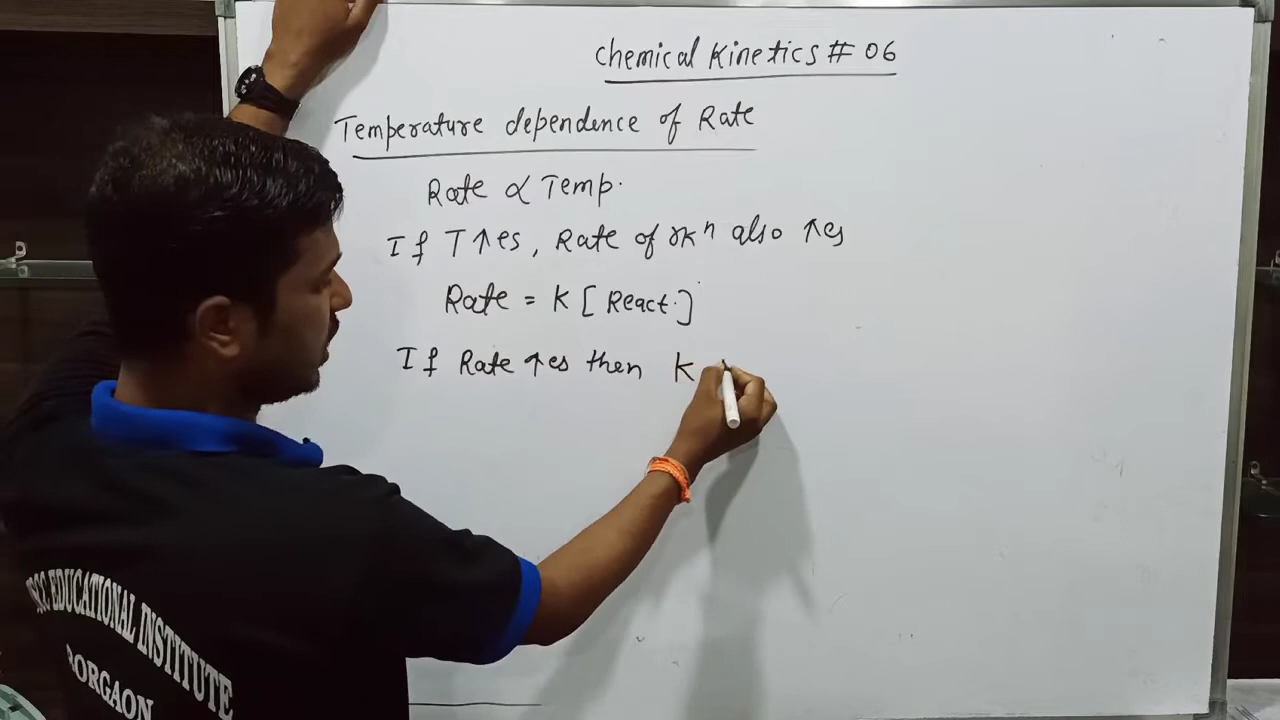 Chemical Kinetics # 06
Temperature dependence of Rate
Rate ∝ Temp.
If T ↑es, Rate of rxⁿ also ↑es
Rate = K [React.]
If Rate ↑es then K
EDUCATIONAL INSTITUTE